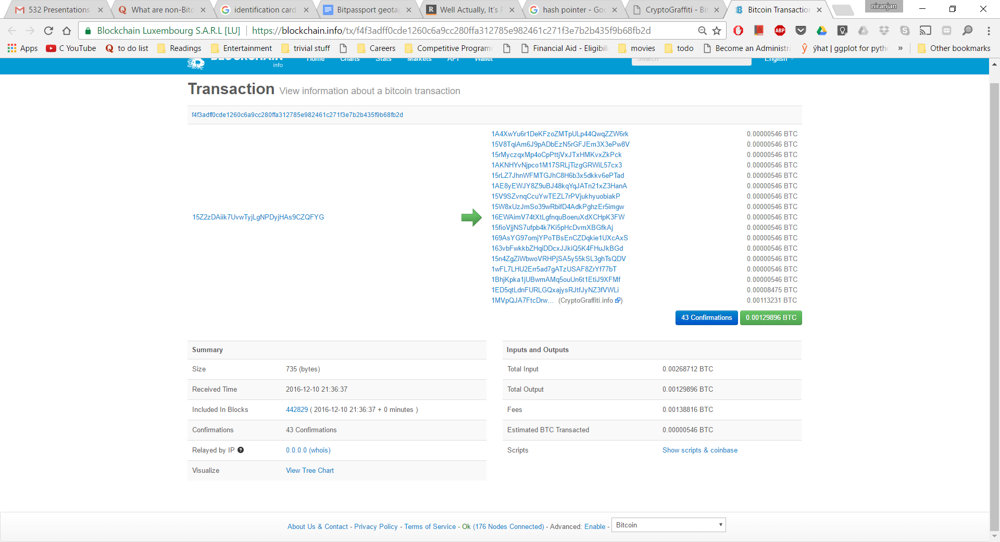 niranjan
532 Presentations
What are non-Bitc
identification card
Bitpassport geotag
Well Actually, It's F
hash pointer - Goo
CryptoGraffiti - Bit
Bitcoin Transaction
Blockchain Luxembourg S.A.R.L [LU]
https://blockchain.info/tx/f4f3adff0cde1260c6a9cc280ffa312785e982461c271f3e7b2b435f9b68fb2d
Apps
C YouTube
to do list
Readings
Entertainment
trivial stuff
Careers
Competitive Program
Financial Aid - Eligibili
movies
todo
Become an Administra
ŷhat | ggplot for pytho
»
Other bookmarks
BLOCKCHAIN
info
Home
Charts
Stats
Markets
API
Wallet
Search
English
Transaction View information about a bitcoin transaction
f4f3adff0cde1260c6a9cc280ffa312785e982461c271f3e7b2b435f9b68fb2d
15Z2zDAiik7UvwTyjLgNPDyjHAs9CZQFYG
1A4XwYu6r1DeKFzoZMTpULp44QwqZZW6rk 0.00000546 BTC
15V8TqiAm6J9pADbEzN5rGFJEm3X3ePw8V 0.00000546 BTC
15rMyczqxMp4oCpPttjVxJTxHMKvxZkPck 0.00000546 BTC
1AKNHYvNjpco1M17SRLjTizgGRWiL57cx3 0.00000546 BTC
15rLZ7JhnWFMTGJhC8H6b3x5dkkv6ePTad 0.00000546 BTC
1AE8yEWJY8Z9uBJ48kqYqJATn21xZ3HanA 0.00000546 BTC
15V9SZvnqCcuYwTEZL7rPVjukhyuobiakP 0.00000546 BTC
15W8xUzJmSo39wRbifD4AdkPghzEr5imgw 0.00000546 BTC
16EWAimV74tXtLgfnquBoeruXdXCHpK3FW 0.00000546 BTC
15fioVjjNS7ufpb4k7Ki5pHcDvmXBGfkAj 0.00000546 BTC
169AsYG97omjYPoTBsEnCZDqkie1UXcAxS 0.00000546 BTC
163vbFwkkbZHqiDDcxJJkiQ5K4FHuJkBGd 0.00000546 BTC
15n4ZgZiWbwoVRHPjSA5y55kSL3ghTsQDV 0.00000546 BTC
1wFL7LHU2Err5ad7gATzUSAF8ZrYf77bT 0.00000546 BTC
1BhjKpka1jUBwmAMq5ouUn6t1EtiJ9XFMf 0.00000546 BTC
1ED5qtLdnFURLGQxajysRJtfJyNZ3fVWLi 0.00008475 BTC
1MVpQJA7FtcDrw... (CryptoGraffiti.info) 0.00113231 BTC
43 Confirmations 0.00129896 BTC
Summary
Size 735 (bytes)
Received Time 2016-12-10 21:36:37
Included In Blocks 442829 ( 2016-12-10 21:36:37 + 0 minutes )
Confirmations 43 Confirmations
Relayed by IP 0.0.0.0 (whois)
Visualize View Tree Chart
Inputs and Outputs
Total Input 0.00268712 BTC
Total Output 0.00129896 BTC
Fees 0.00138816 BTC
Estimated BTC Transacted 0.00000546 BTC
Scripts Show scripts & coinbase
About Us & Contact - Privacy Policy - Terms of Service - Ok (176 Nodes Connected) - Advanced: Enable - Bitcoin